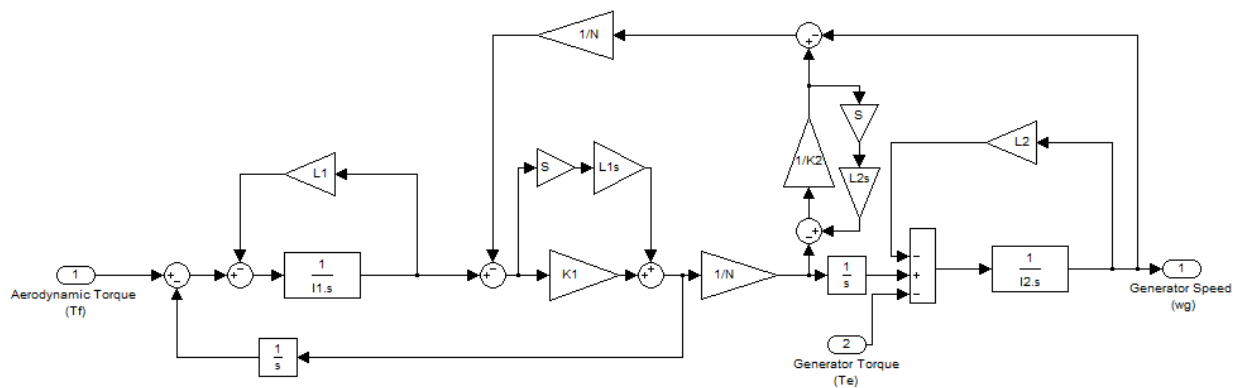 1/N
+
−
S
L1s
S
L2
L1
1/K2
L2s
−
−
+
1
+
−
1
I1.s
+
−
K1
+
+
1/N
−
+
1
s
−
+
−
1
I2.s
1
Aerodynamic Torque
(Tf)
Generator Speed
(wg)
1
s
2
Generator Torque
(Te)